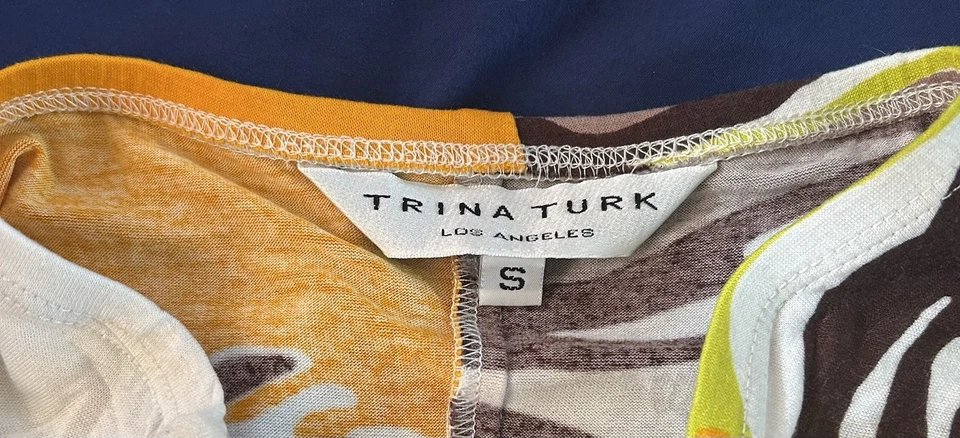 TRINA TURK
LOS ANGELES
S